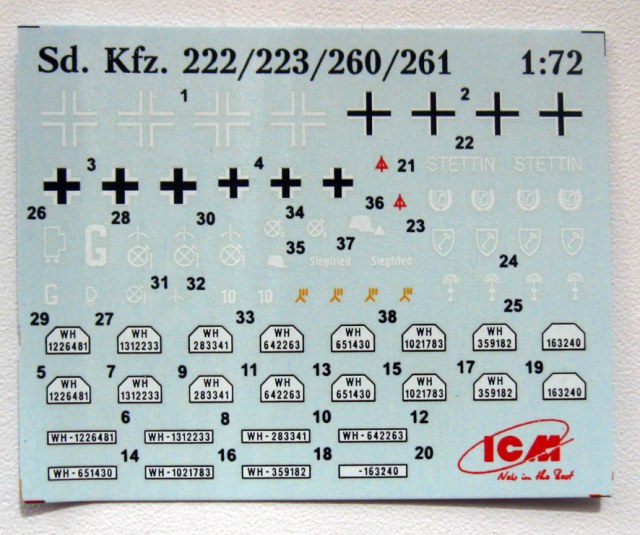 Sd. Kfz. 222/223/260/261 1:72
1 2
22
3 4 21 STETTIN STETTIN
36
26 28 30 34 23
G 35 37
Siegfried Siegfried 24
31 32
G 10 10 25
29 27 33 38
WH 1226481 WH 1312233 WH 283341 WH 642263 WH 651430 WH 1021783 WH 359182 163240
5 7 9 11 13 15 17 19
WH 1226481 WH 1312233 WH 283341 WH 642263 WH 651430 WH 1021783 WH 359182 163240
6 8 10 12
WH-1226481 WH-1312233 WH-283341 WH-642263
14 16 18 20
WH-651430 WH-1021783 WH-359182 -163240
ICM
New in the Best